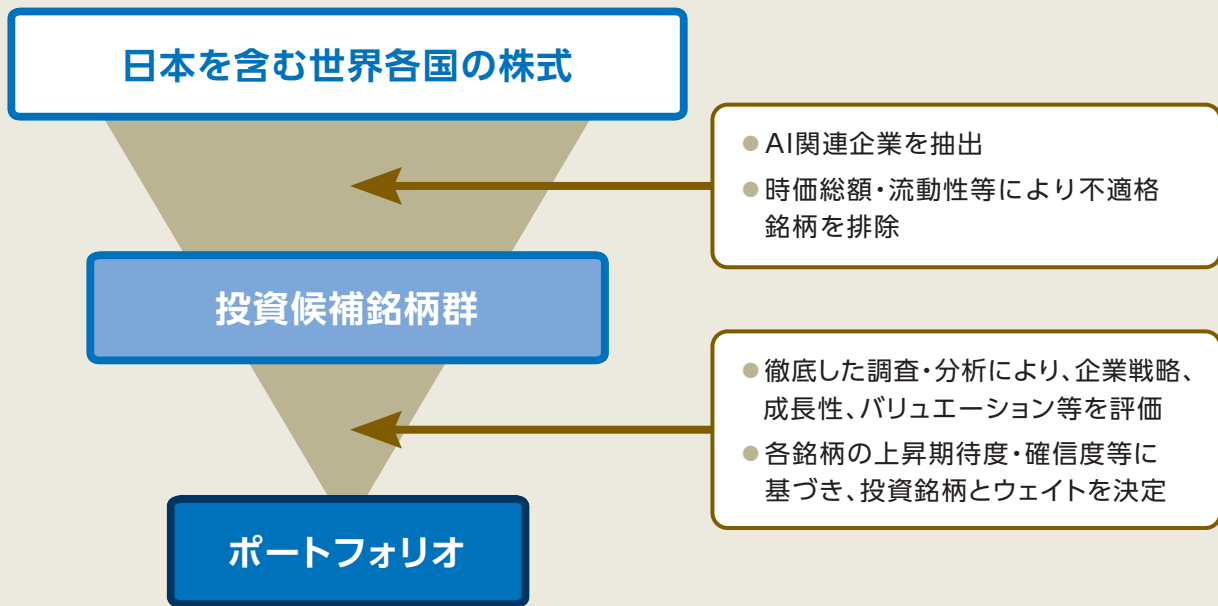 日本を含む世界各国の株式
● AI関連企業を抽出
● 時価総額・流動性等により不適格
銘柄を排除
投資候補銘柄群
● 徹底した調査・分析により、企業戦略、
成長性、バリュエーション等を評価
● 各銘柄の上昇期待度・確信度等に
基づき、投資銘柄とウェイトを決定
ポートフォリオ